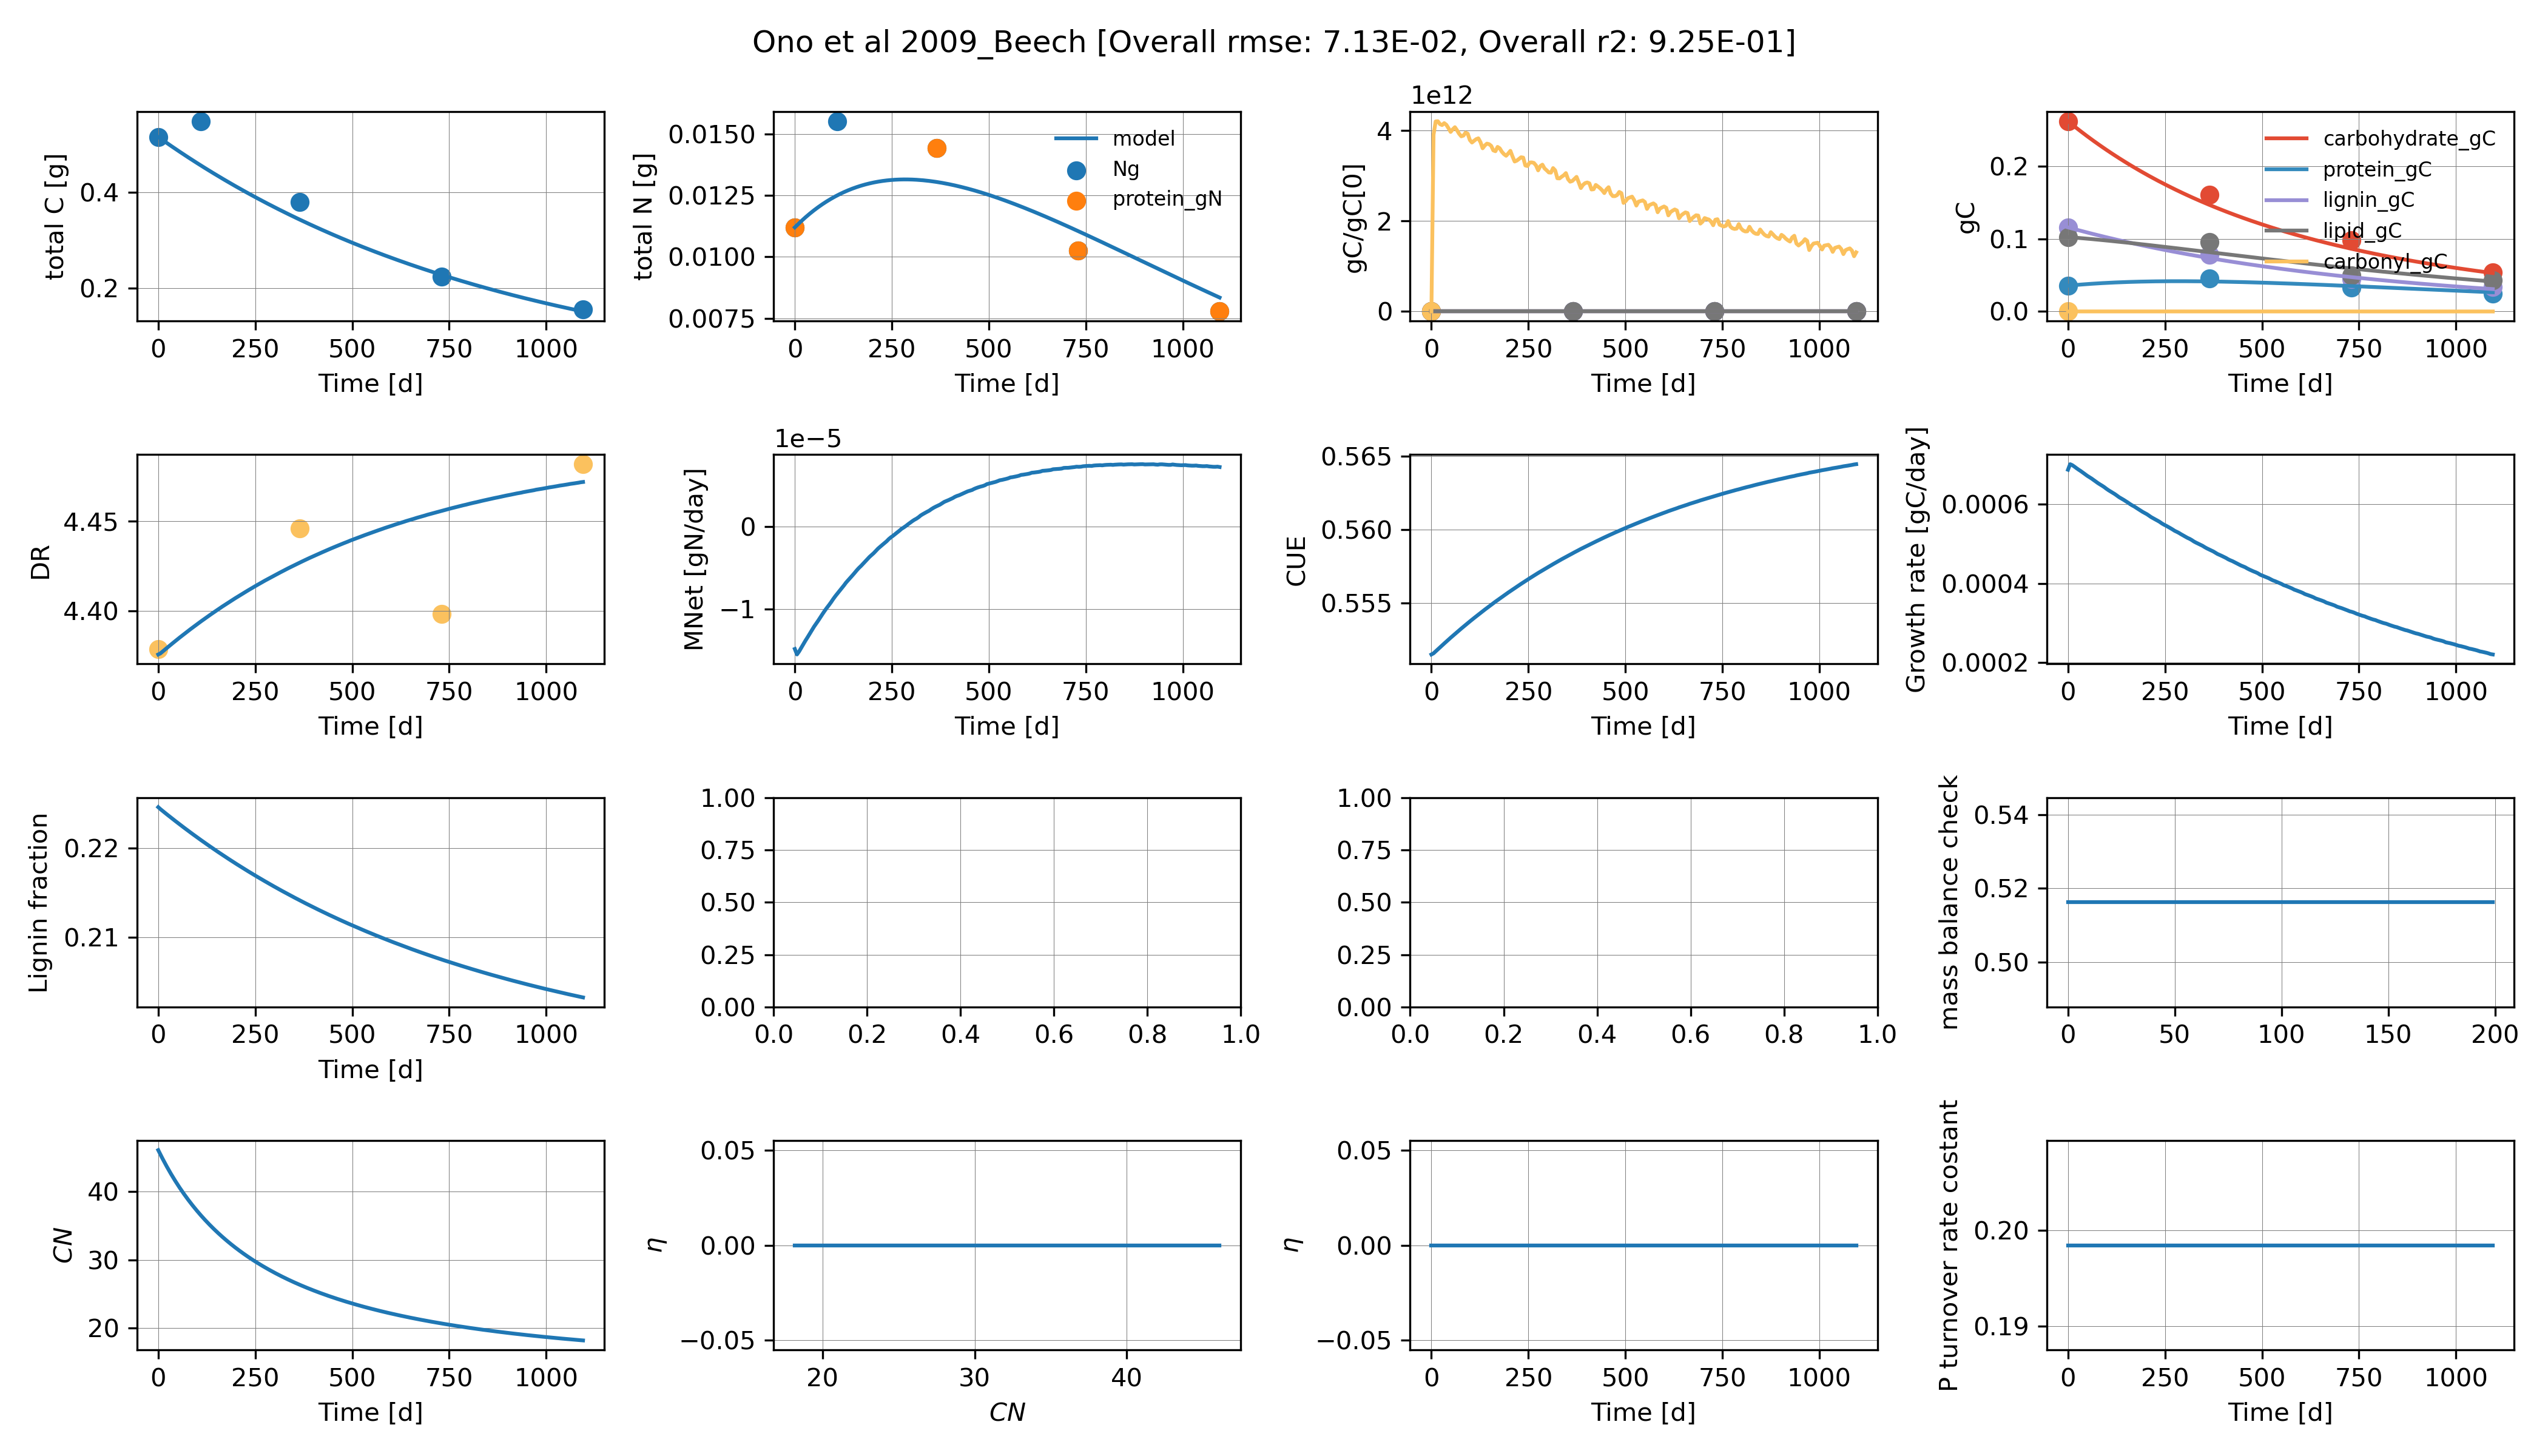 Ono et al 2009_Beech [Overall rmse: 7.13E-02, Overall r2: 9.25E-01]
total C [g]
0.4
0.2
0 250 500 750 1000
Time [d]
total N [g]
0.0150
0.0125
0.0100
0.0075
model
Ng
protein_gN
0 250 500 750 1000
Time [d]
1e12
gC/gC[0]
4
2
0
0 250 500 750 1000
Time [d]
gC
0.2
0.1
0.0
carbohydrate_gC
protein_gC
lignin_gC
lipid_gC
carbonyl_gC
0 250 500 750 1000
Time [d]
DR
4.45
4.40
0 250 500 750 1000
Time [d]
1e−5
MNet [gN/day]
0
−1
0 250 500 750 1000
Time [d]
CUE
0.565
0.560
0.555
0 250 500 750 1000
Time [d]
Growth rate [gC/day]
0.0006
0.0004
0.0002
0 250 500 750 1000
Time [d]
Lignin fraction
0.22
0.21
0 250 500 750 1000
Time [d]
1.00
0.75
0.50
0.25
0.00
0.0 0.2 0.4 0.6 0.8 1.0
1.00
0.75
0.50
0.25
0.00
0.0 0.2 0.4 0.6 0.8 1.0
mass balance check
0.54
0.52
0.50
0 50 100 150 200
CN
40
30
20
0 250 500 750 1000
Time [d]
η
0.05
0.00
−0.05
20 30 40
CN
η
0.05
0.00
−0.05
0 250 500 750 1000
Time [d]
P turnover rate costant
0.20
0.19
0 250 500 750 1000
Time [d]